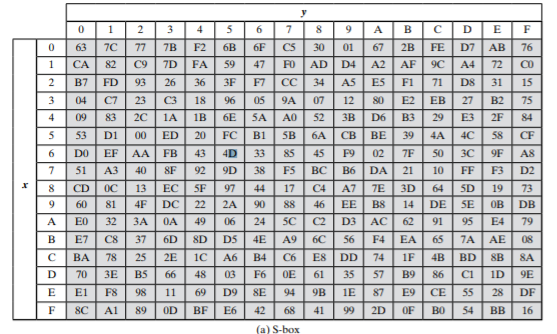 y
0 1 2 3 4 5 6 7 8 9 A B C D E F
0 63 7C 77 7B F2 6B 6F C5 30 01 67 2B FE D7 AB 76
1 CA 82 C9 7D FA 59 47 F0 AD D4 A2 AF 9C A4 72 C0
2 B7 FD 93 26 36 3F F7 CC 34 A5 E5 F1 71 D8 31 15
3 04 C7 23 C3 18 96 05 9A 07 12 80 E2 EB 27 B2 75
4 09 83 2C 1A 1B 6E 5A A0 52 3B D6 B3 29 E3 2F 84
5 53 D1 00 ED 20 FC B1 5B 6A CB BE 39 4A 4C 58 CF
6 D0 EF AA FB 43 4D 33 85 45 F9 02 7F 50 3C 9F A8
x 7 51 A3 40 8F 92 9D 38 F5 BC B6 DA 21 10 FF F3 D2
8 CD 0C 13 EC 5F 97 44 17 C4 A7 7E 3D 64 5D 19 73
9 60 81 4F DC 22 2A 90 88 46 EE B8 14 DE 5E 0B DB
A E0 32 3A 0A 49 06 24 5C C2 D3 AC 62 91 95 E4 79
B E7 C8 37 6D 8D D5 4E A9 6C 56 F4 EA 65 7A AE 08
C BA 78 25 2E 1C A6 B4 C6 E8 DD 74 1F 4B BD 8B 8A
D 70 3E B5 66 48 03 F6 0E 61 35 57 B9 86 C1 1D 9E
E E1 F8 98 11 69 D9 8E 94 9B 1E 87 E9 CE 55 28 DF
F 8C A1 89 0D BF E6 42 68 41 99 2D 0F B0 54 BB 16
(a) S-box